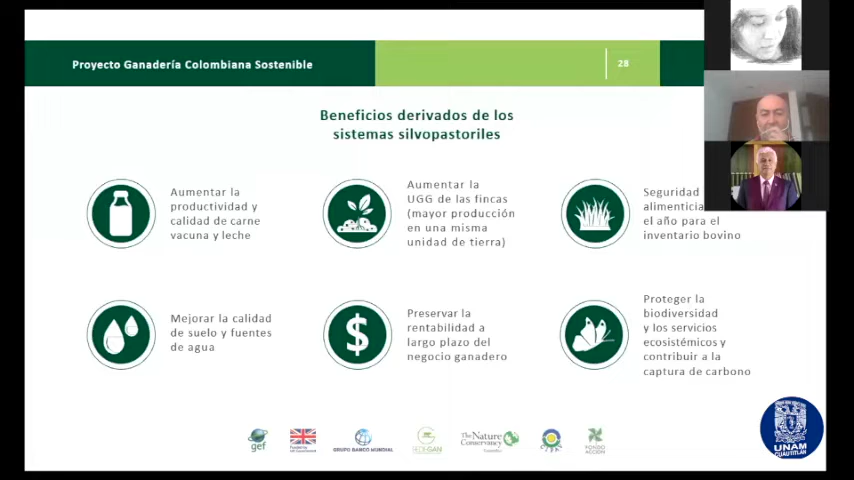 Proyecto Ganadería Colombiana Sostenible
28
Beneficios derivados de los
sistemas silvopastoriles
Aumentar la
productividad y
calidad de carne
vacuna y leche
Aumentar la
UGG de las fincas
(mayor producción
en una misma
unidad de tierra)
Seguridad
alimenticia
el año para el
inventario bovino
Mejorar la calidad
de suelo y fuentes
de agua
Preservar la
rentabilidad a
largo plazo del
negocio ganadero
Proteger la
biodiversidad
y los servicios
ecosistémicos y
contribuir a la
captura de carbono
gef
GRUPO BANCO MUNDIAL
The Nature
Conservancy
FONDO
ACCIÓN
UNAM
CUAUTITLÁN